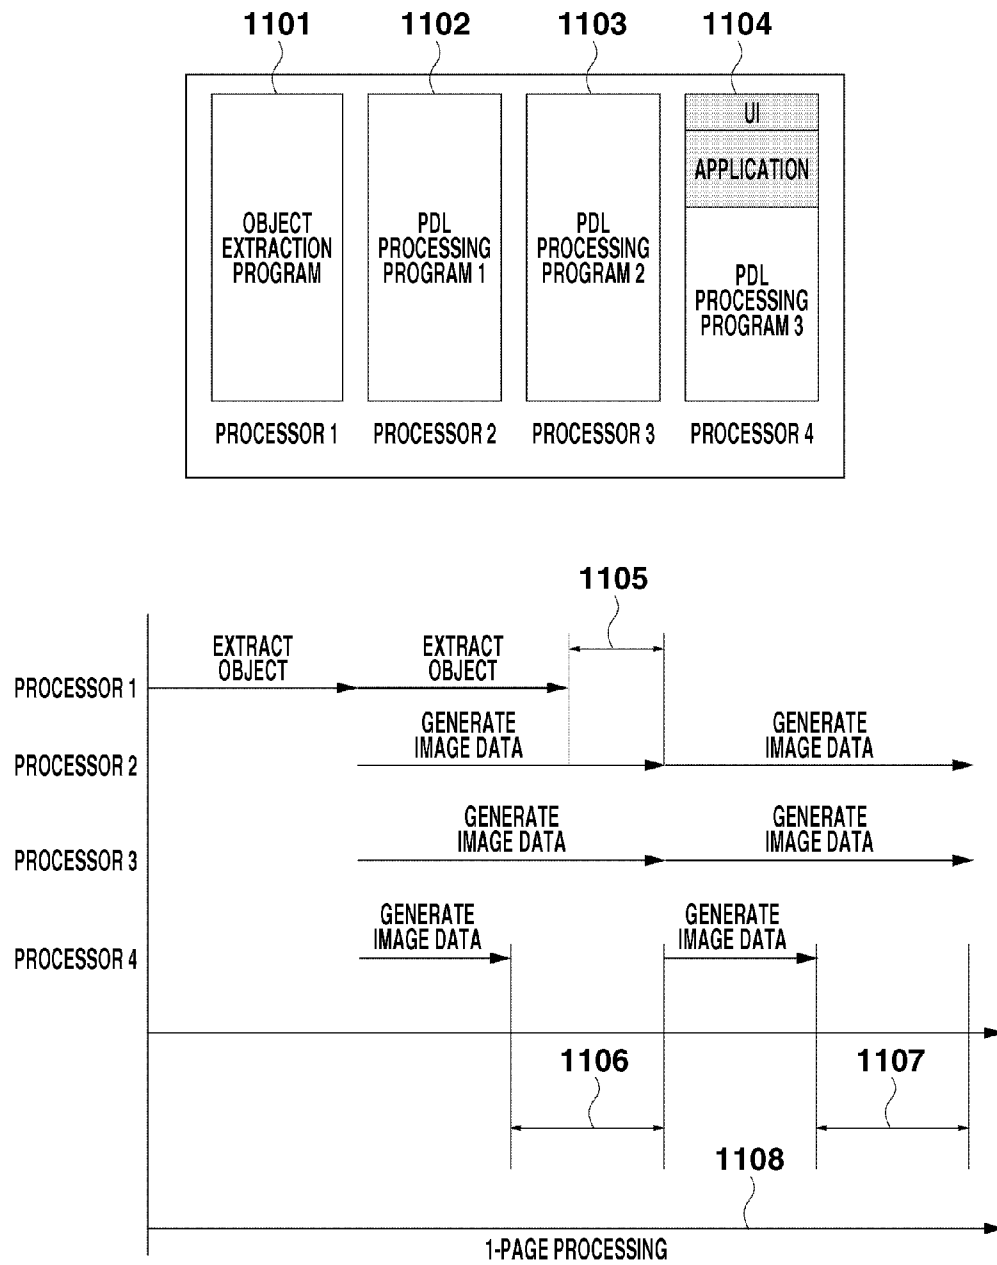 1101 1102 1103 1104
UI
APPLICATION
OBJECT
EXTRACTION
PROGRAM
PDL
PROCESSING
PROGRAM 1
PDL
PROCESSING
PROGRAM 2
PDL
PROCESSING
PROGRAM 3
PROCESSOR 1 PROCESSOR 2 PROCESSOR 3 PROCESSOR 4
1105
EXTRACT
OBJECT
EXTRACT
OBJECT
PROCESSOR 1
GENERATE
IMAGE DATA
GENERATE
IMAGE DATA
PROCESSOR 2
GENERATE
IMAGE DATA
GENERATE
IMAGE DATA
PROCESSOR 3
GENERATE
IMAGE DATA
GENERATE
IMAGE DATA
PROCESSOR 4
1106 1107
1108
1-PAGE PROCESSING